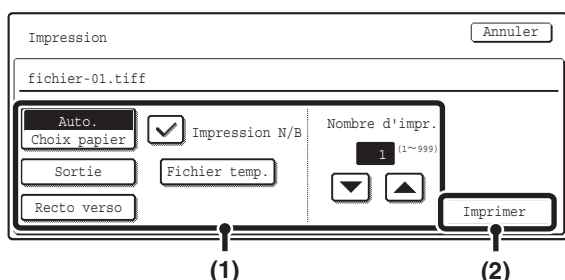 Impression
Annuler
fichier-01.tiff
Auto.
Choix papier
Impression N/B
Nombre d'impr.
1 (1~999)
Sortie
Fichier temp.
Recto verso
Imprimer
(1)
(2)